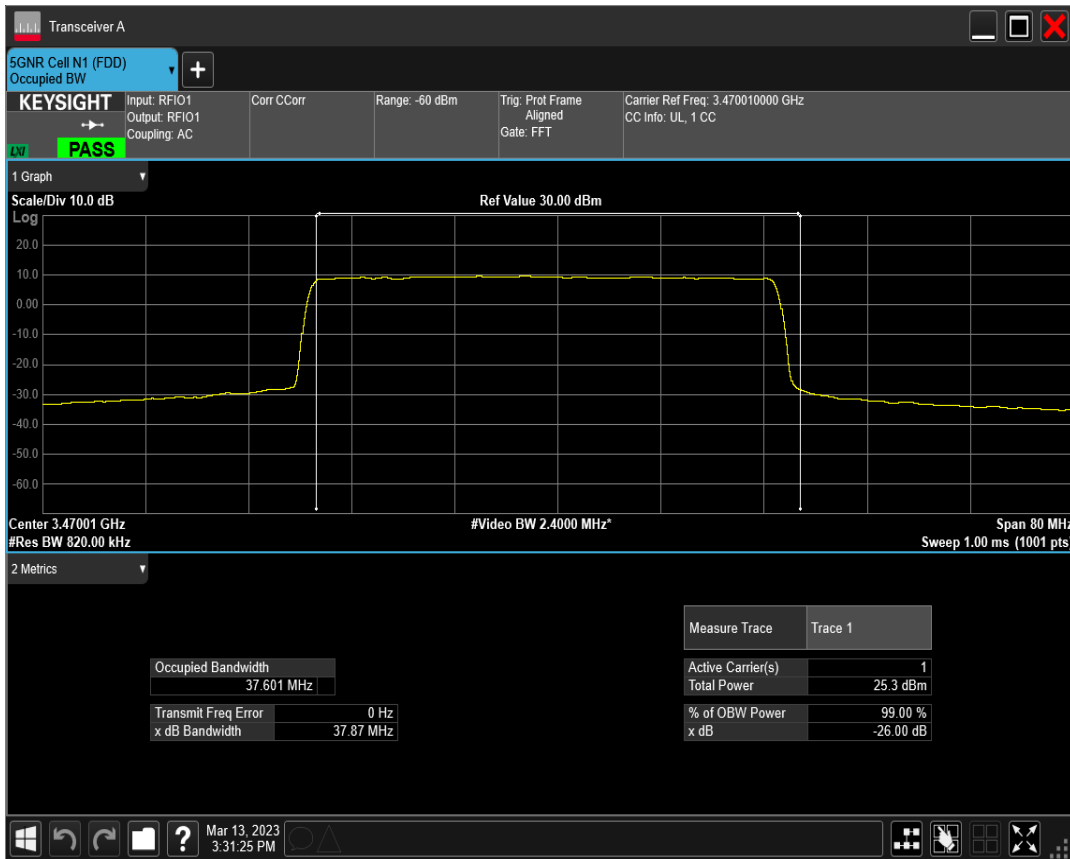 Transceiver A
5GNR Cell N1 (FDD)
Occupied BW
+
KEYSIGHT
LXI
PASS
Input: RFIO1
Output: RFIO1
Coupling: AC
Corr CCorr
Range: -60 dBm
Trig: Prot Frame
Aligned
Gate: FFT
Carrier Ref Freq: 3.470010000 GHz
CC Info: UL, 1 CC
1 Graph
Scale/Div 10.0 dB
Ref Value 30.00 dBm
Log
20.0
10.0
0.00
-10.0
-20.0
-30.0
-40.0
-50.0
-60.0
Center 3.47001 GHz
#Video BW 2.4000 MHz*
Span 80 MHz
#Res BW 820.00 kHz
Sweep 1.00 ms (1001 pts)
2 Metrics
Measure Trace Trace 1
Occupied Bandwidth
37.601 MHz
Transmit Freq Error 0 Hz
x dB Bandwidth 37.87 MHz
Active Carrier(s) 1
Total Power 25.3 dBm
% of OBW Power 99.00 %
x dB -26.00 dB
?
Mar 13, 2023
3:31:25 PM